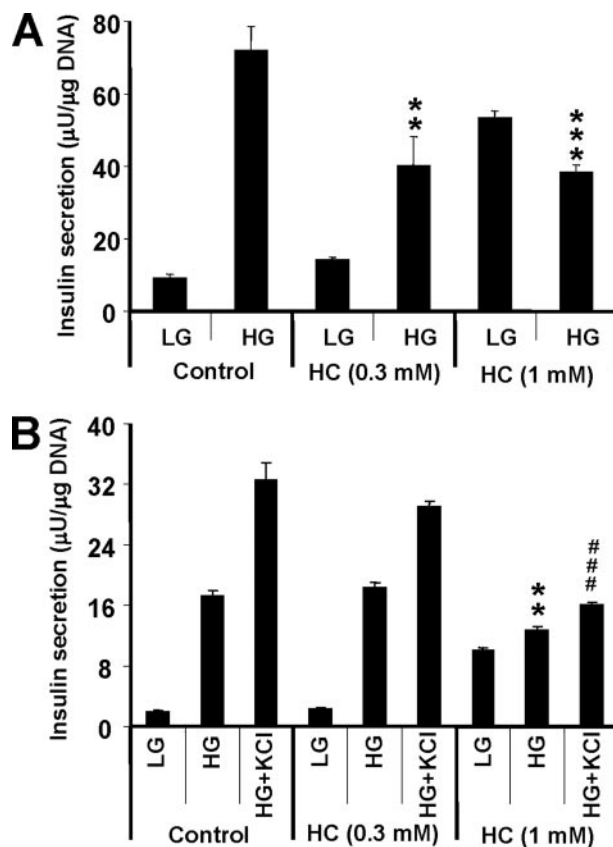 A
Insulin secretion (µU/µg DNA)
80
60
40
20
0
**
***
LG HG LG HG LG HG
Control HC (0.3 mM) HC (1 mM)
B
Insulin secretion (µU/µg DNA)
40
32
24
16
8
0
**
###
LG HG HG+KCl LG HG HG+KCl LG HG HG+KCl
Control HC (0.3 mM) HC (1 mM)